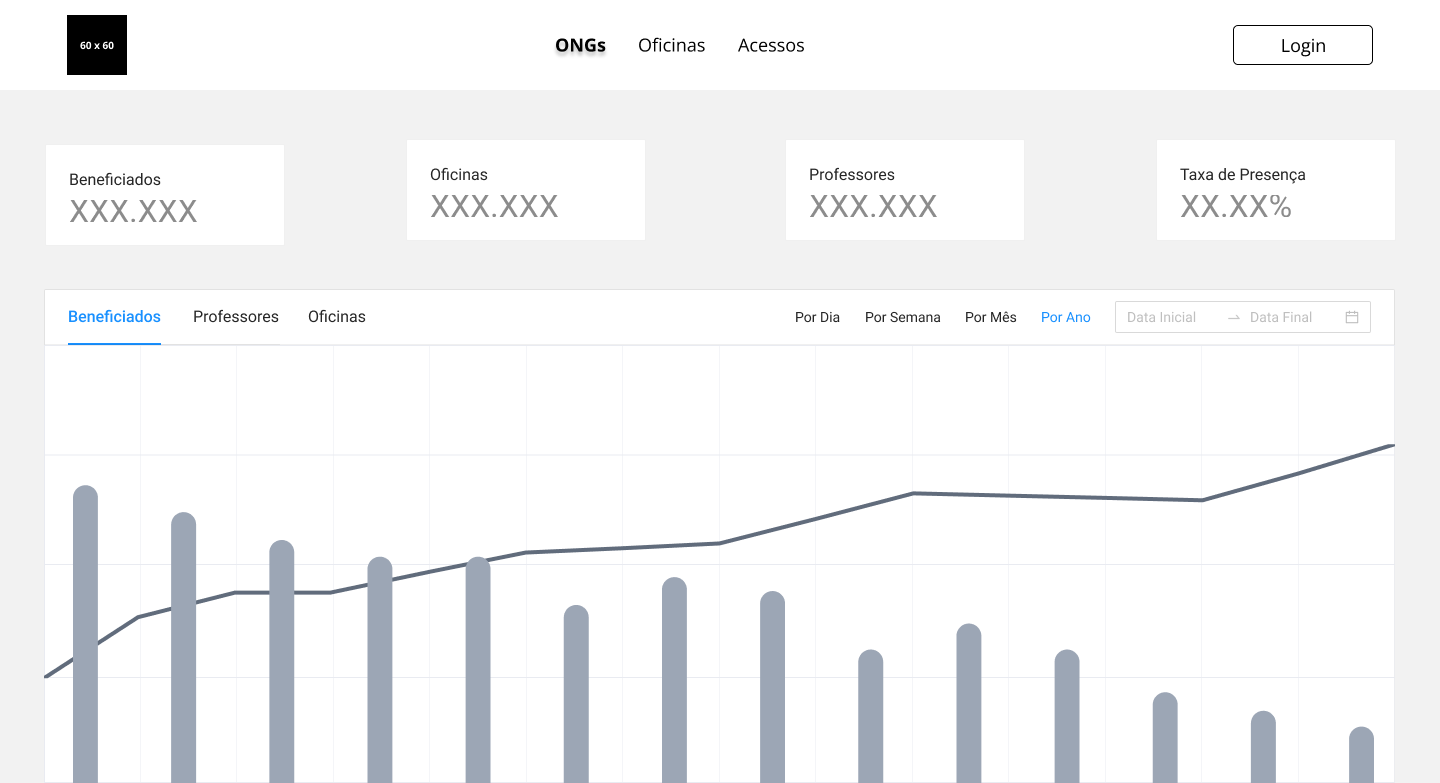 60 x 60
ONGs Oficinas Acessos
Login
Beneficiados
XXX.XXX
Oficinas
XXX.XXX
Professores
XXX.XXX
Taxa de Presença
XX.XX%
Beneficiados Professores Oficinas
Por Dia Por Semana Por Mês Por Ano
Data Inicial → Data Final